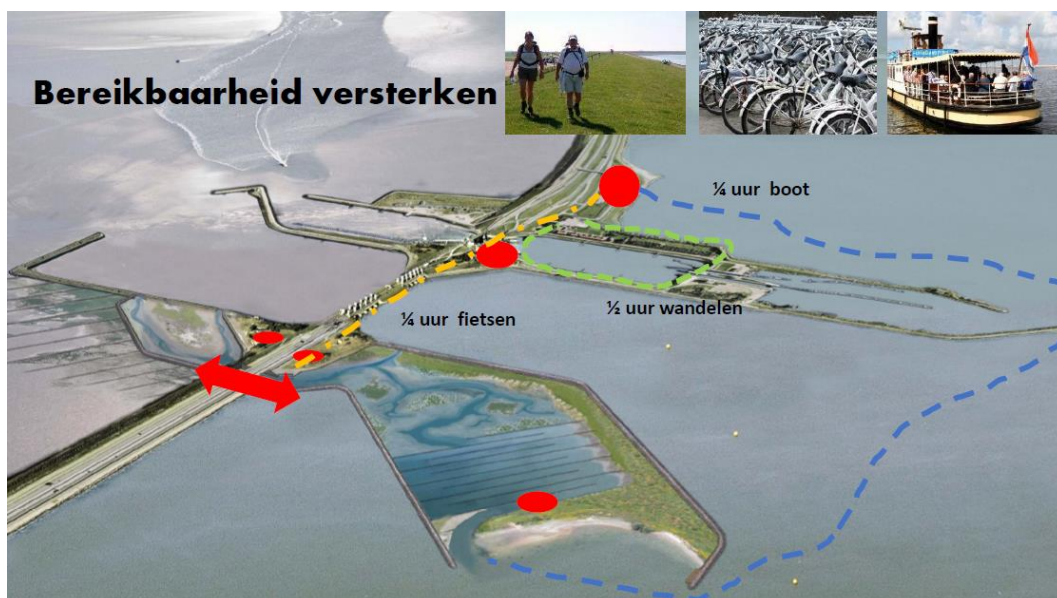 Bereikbaarheid versterken
¼ uur boot
½ uur wandelen
¼ uur fietsen